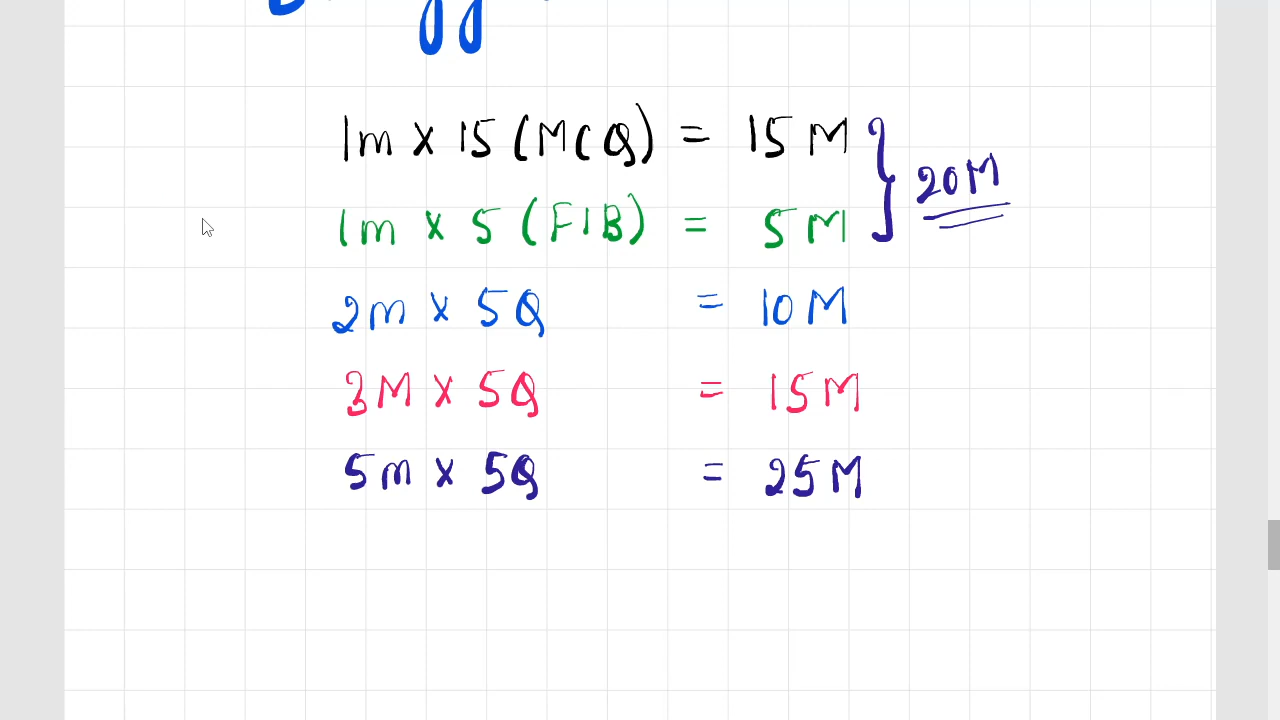 1m x 15 (MCQ) = 15 M
20M
1m x 5 (FIB) = 5 M
2m x 5Q = 10 M
3M x 5Q = 15 M
5m x 5Q = 25 M